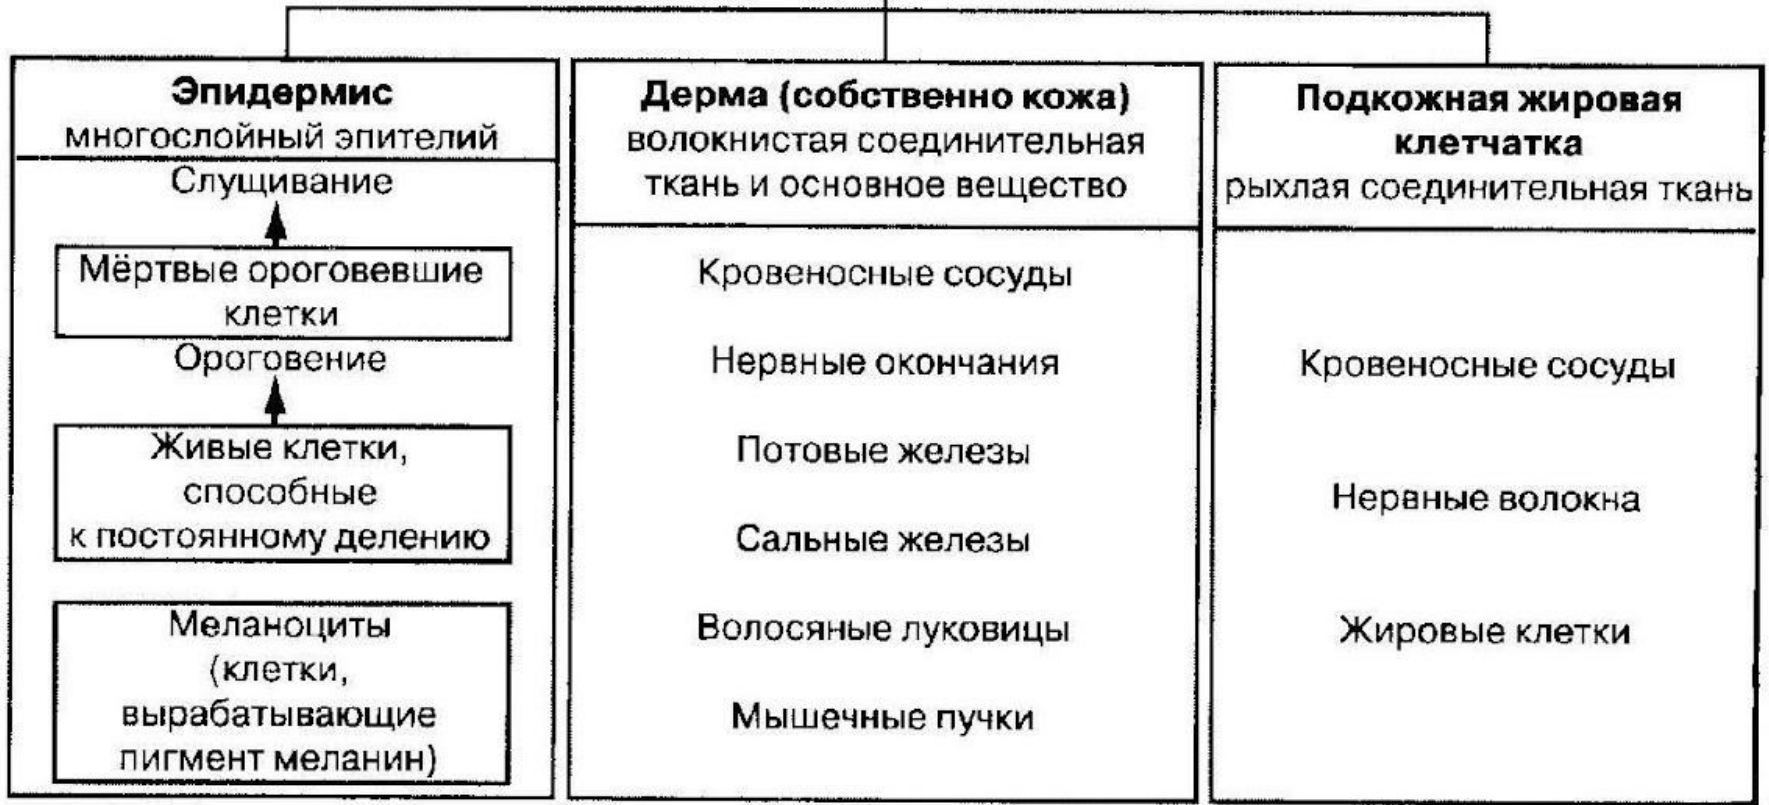 Эпидермис
многослойный эпителий
Слущивание
Мёртвые ороговевшие
клетки
Ороговение
Живые клетки,
способные
к постоянному делению
Меланоциты
(клетки,
вырабатывающие
пигмент меланин)
Дерма (собственно кожа)
волокнистая соединительная
ткань и основное вещество
Кровеносные сосуды
Нервные окончания
Потовые железы
Сальные железы
Волосяные луковицы
Мышечные пучки
Подкожная жировая
клетчатка
рыхлая соединительная ткань
Кровеносные сосуды
Нервные волокна
Жировые клетки